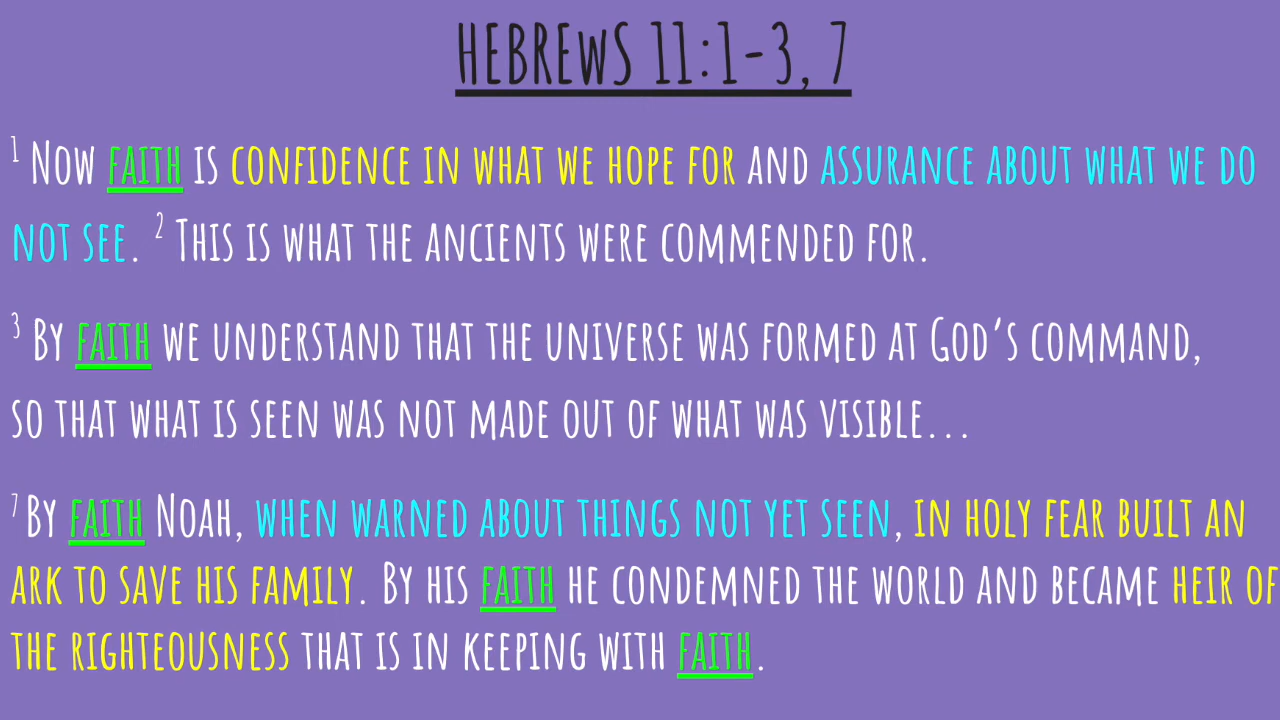 HEBREWS 11:1-3, 7
1 Now FAITH is confidence in what we hope for and assurance about what we do
not see. 2 This is what the ancients were commended for.
3 By FAITH we understand that the universe was formed at God's command,
so that what is seen was not made out of what was visible...
7 By FAITH Noah, when warned about things not yet seen, in holy fear built an
ark to save his family. By his FAITH he condemned the world and became heir of
the righteousness that is in keeping with FAITH.